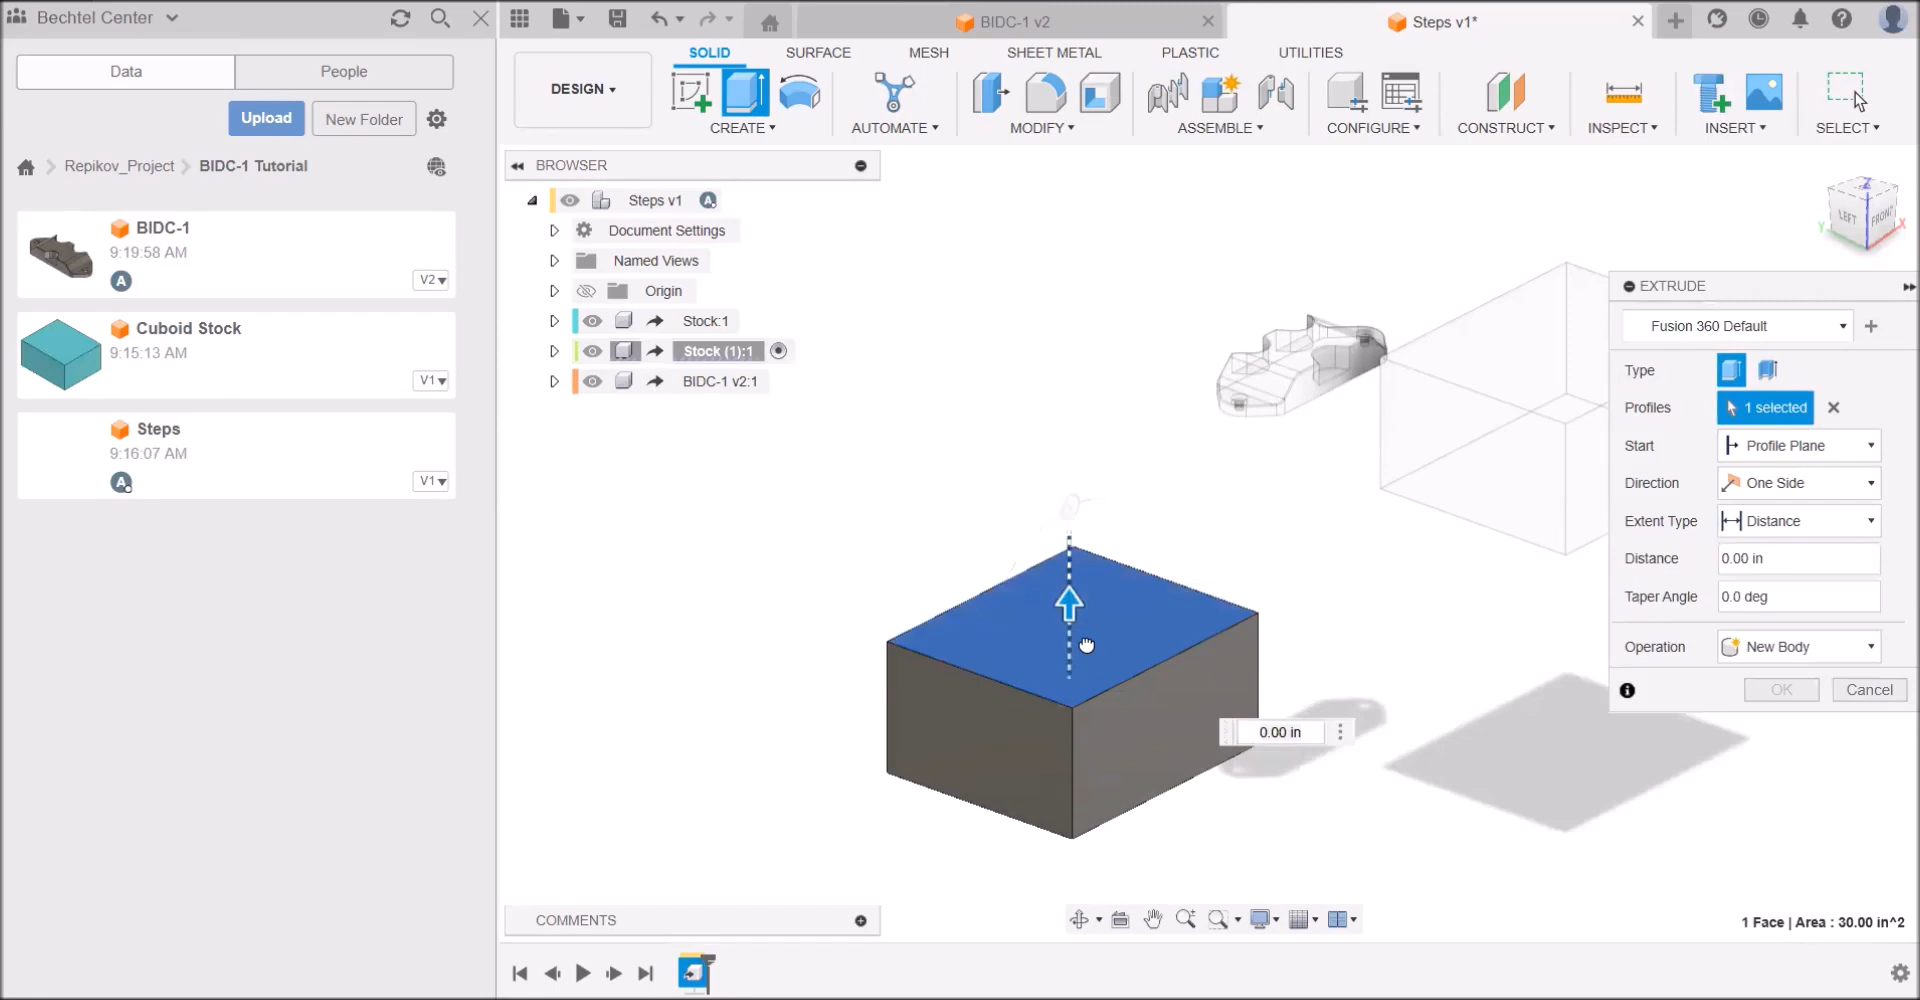 Bechtel Center
BIDC-1 v2
Steps v1*
Data
People
Upload
New Folder
Repikov_Project
BIDC-1 Tutorial
BIDC-1
9:19:58 AM
A
V2
Cuboid Stock
9:15:13 AM
V1
Steps
9:16:07 AM
A
V1
DESIGN
SOLID
SURFACE
MESH
SHEET METAL
PLASTIC
UTILITIES
CREATE
AUTOMATE
MODIFY
ASSEMBLE
CONFIGURE
CONSTRUCT
INSPECT
INSERT
SELECT
BROWSER
Steps v1
A
Document Settings
Named Views
Origin
Stock:1
Stock (1):1
BIDC-1 v2:1
Z
LEFT
FRONT
Y
X
EXTRUDE
Fusion 360 Default
Type
Profiles
1 selected
Start
Profile Plane
Direction
One Side
Extent Type
Distance
Distance
0.00 in
Taper Angle
0.0 deg
Operation
New Body
OK
Cancel
0.00 in
COMMENTS
1 Face | Area : 30.00 in^2